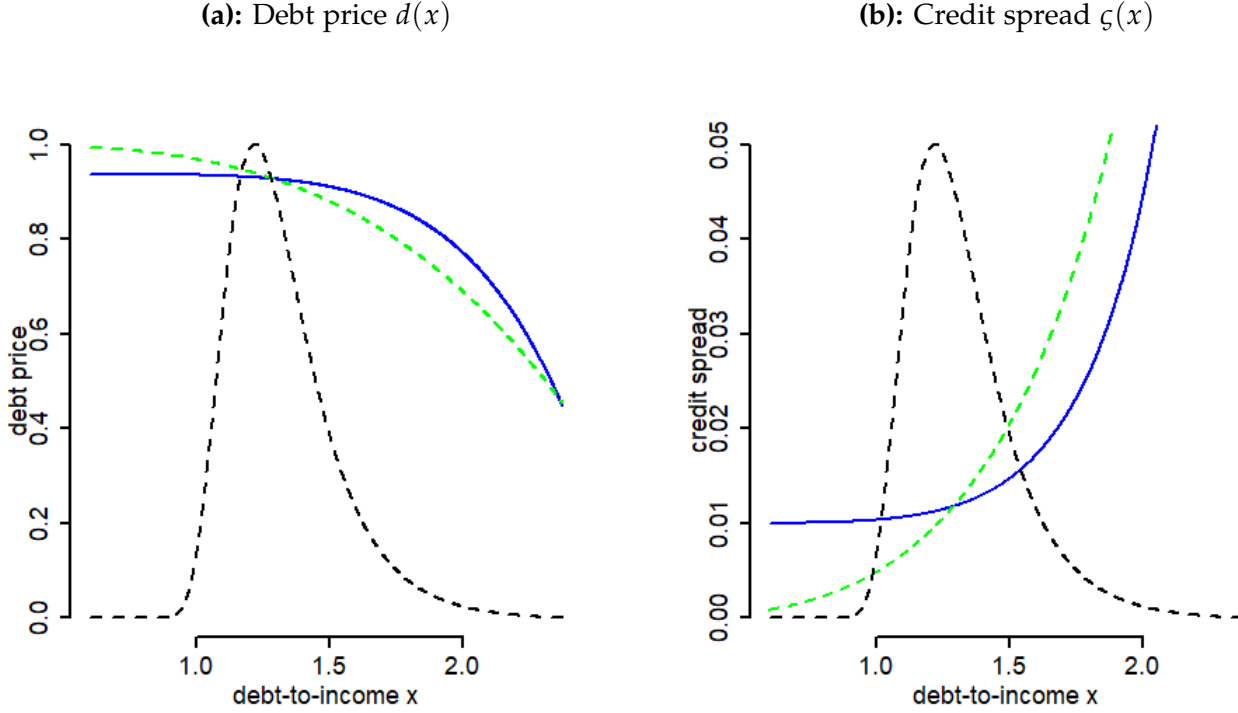 (a): Debt price d(x)
1.0
0.8
0.6
0.4
0.2
0.0
debt price
1.0 1.5 2.0
debt-to-income x
(b): Credit spread ς(x)
0.05
0.04
0.03
0.02
0.01
0.00
credit spread
1.0 1.5 2.0
debt-to-income x